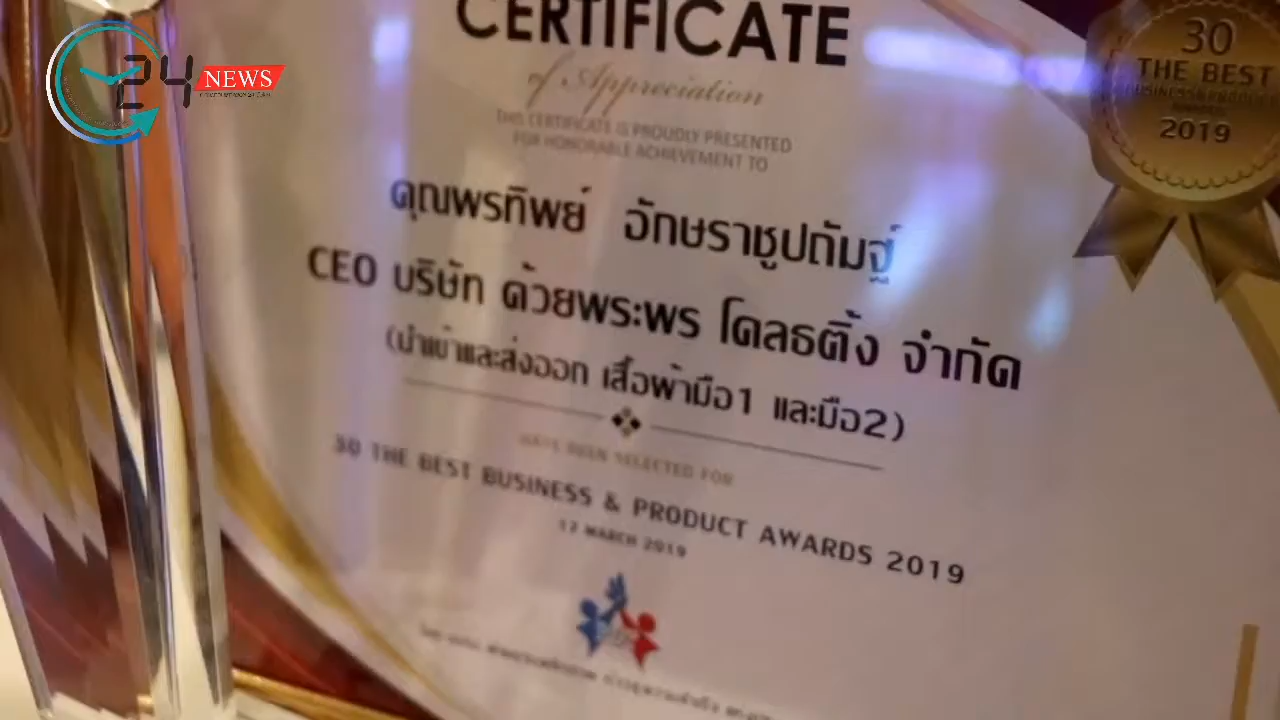 24 NEWS
CERTIFICATE
of Appreciation
THIS CERTIFICATE IS PROUDLY PRESENTED
FOR HONORABLE ACHIEVEMENT TO
คุณพรทิพย์ อักษราชูปถัมฐ์
CEO บริษัท ด้วยพระพร โคลธติ้ง จำกัด
(นำเข้าและส่งออก เสื้อผ้ามือ1 และมือ2)
HAVE BEEN SELECTED FOR
30 THE BEST BUSINESS & PRODUCT AWARDS 2019
17 MARCH 2019
30
THE BEST
BUSINESS & PRODUCT
2019